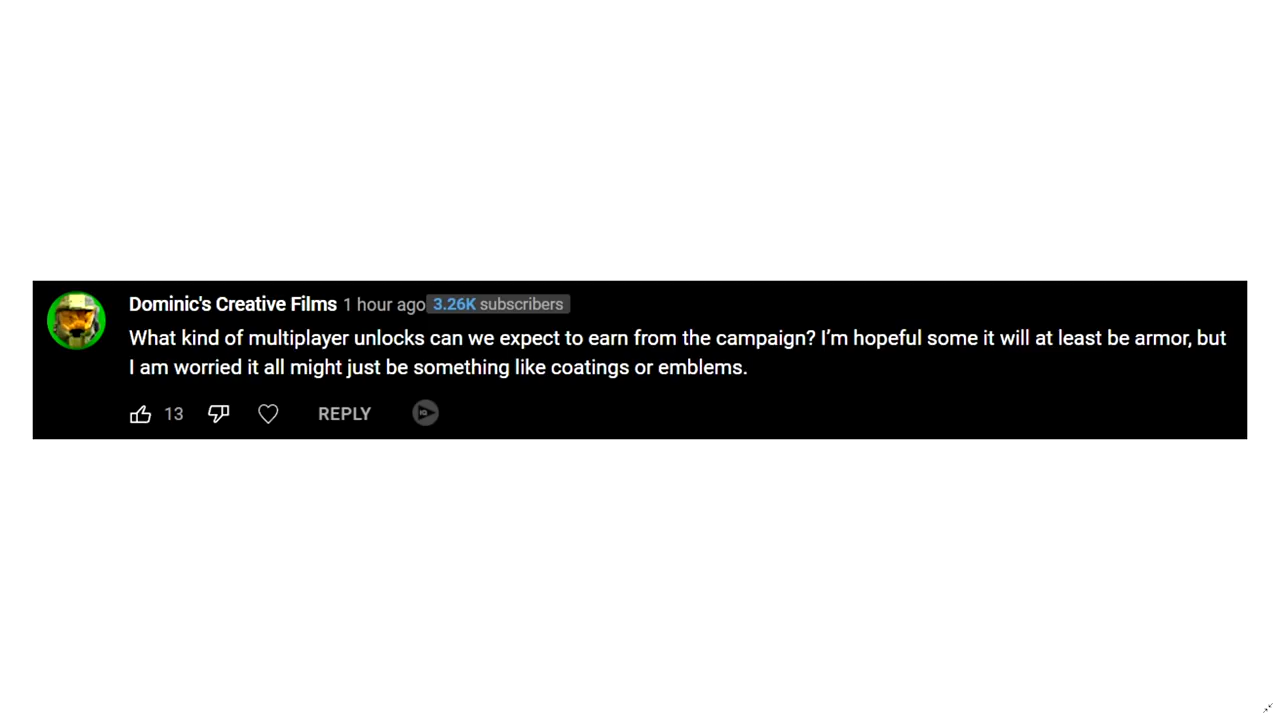 Dominic's Creative Films 1 hour ago 3.26K subscribers
What kind of multiplayer unlocks can we expect to earn from the campaign? I'm hopeful some it will at least be armor, but
I am worried it all might just be something like coatings or emblems.
13 REPLY IQ